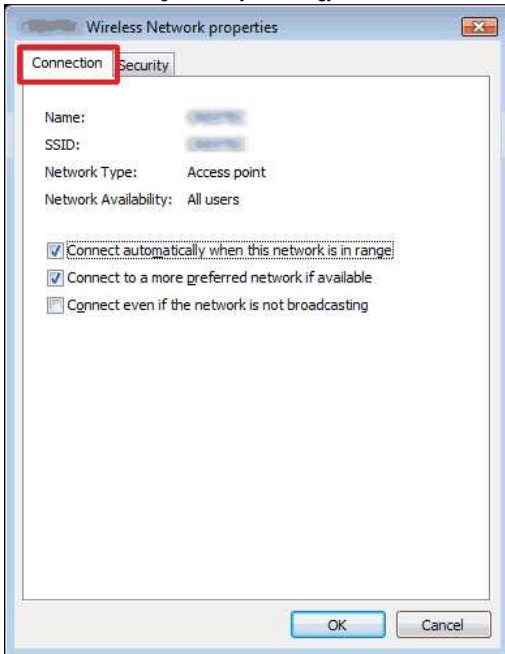 Wireless Network properties
Connection
Security
Name:
SSID:
Network Type: Access point
Network Availability: All users
Connect automatically when this network is in range
Connect to a more preferred network if available
Connect even if the network is not broadcasting
OK
Cancel